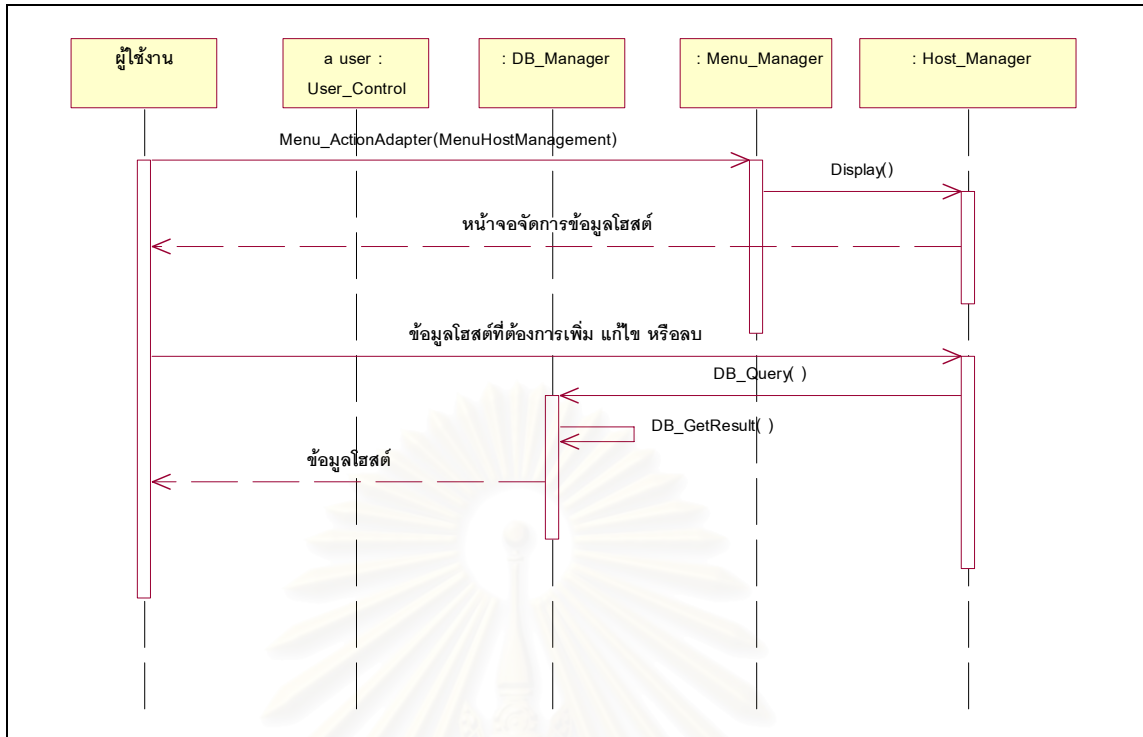 ผู้ใช้งาน
a user :
User_Control
: DB_Manager
: Menu_Manager
: Host_Manager
Menu_ActionAdapter(MenuHostManagement)
Display()
หน้าจอจัดการข้อมูลโฮสต์
ข้อมูลโฮสต์ที่ต้องการเพิ่ม แก้ไข หรือลบ
DB_Query( )
DB_GetResult( )
ข้อมูลโฮสต์